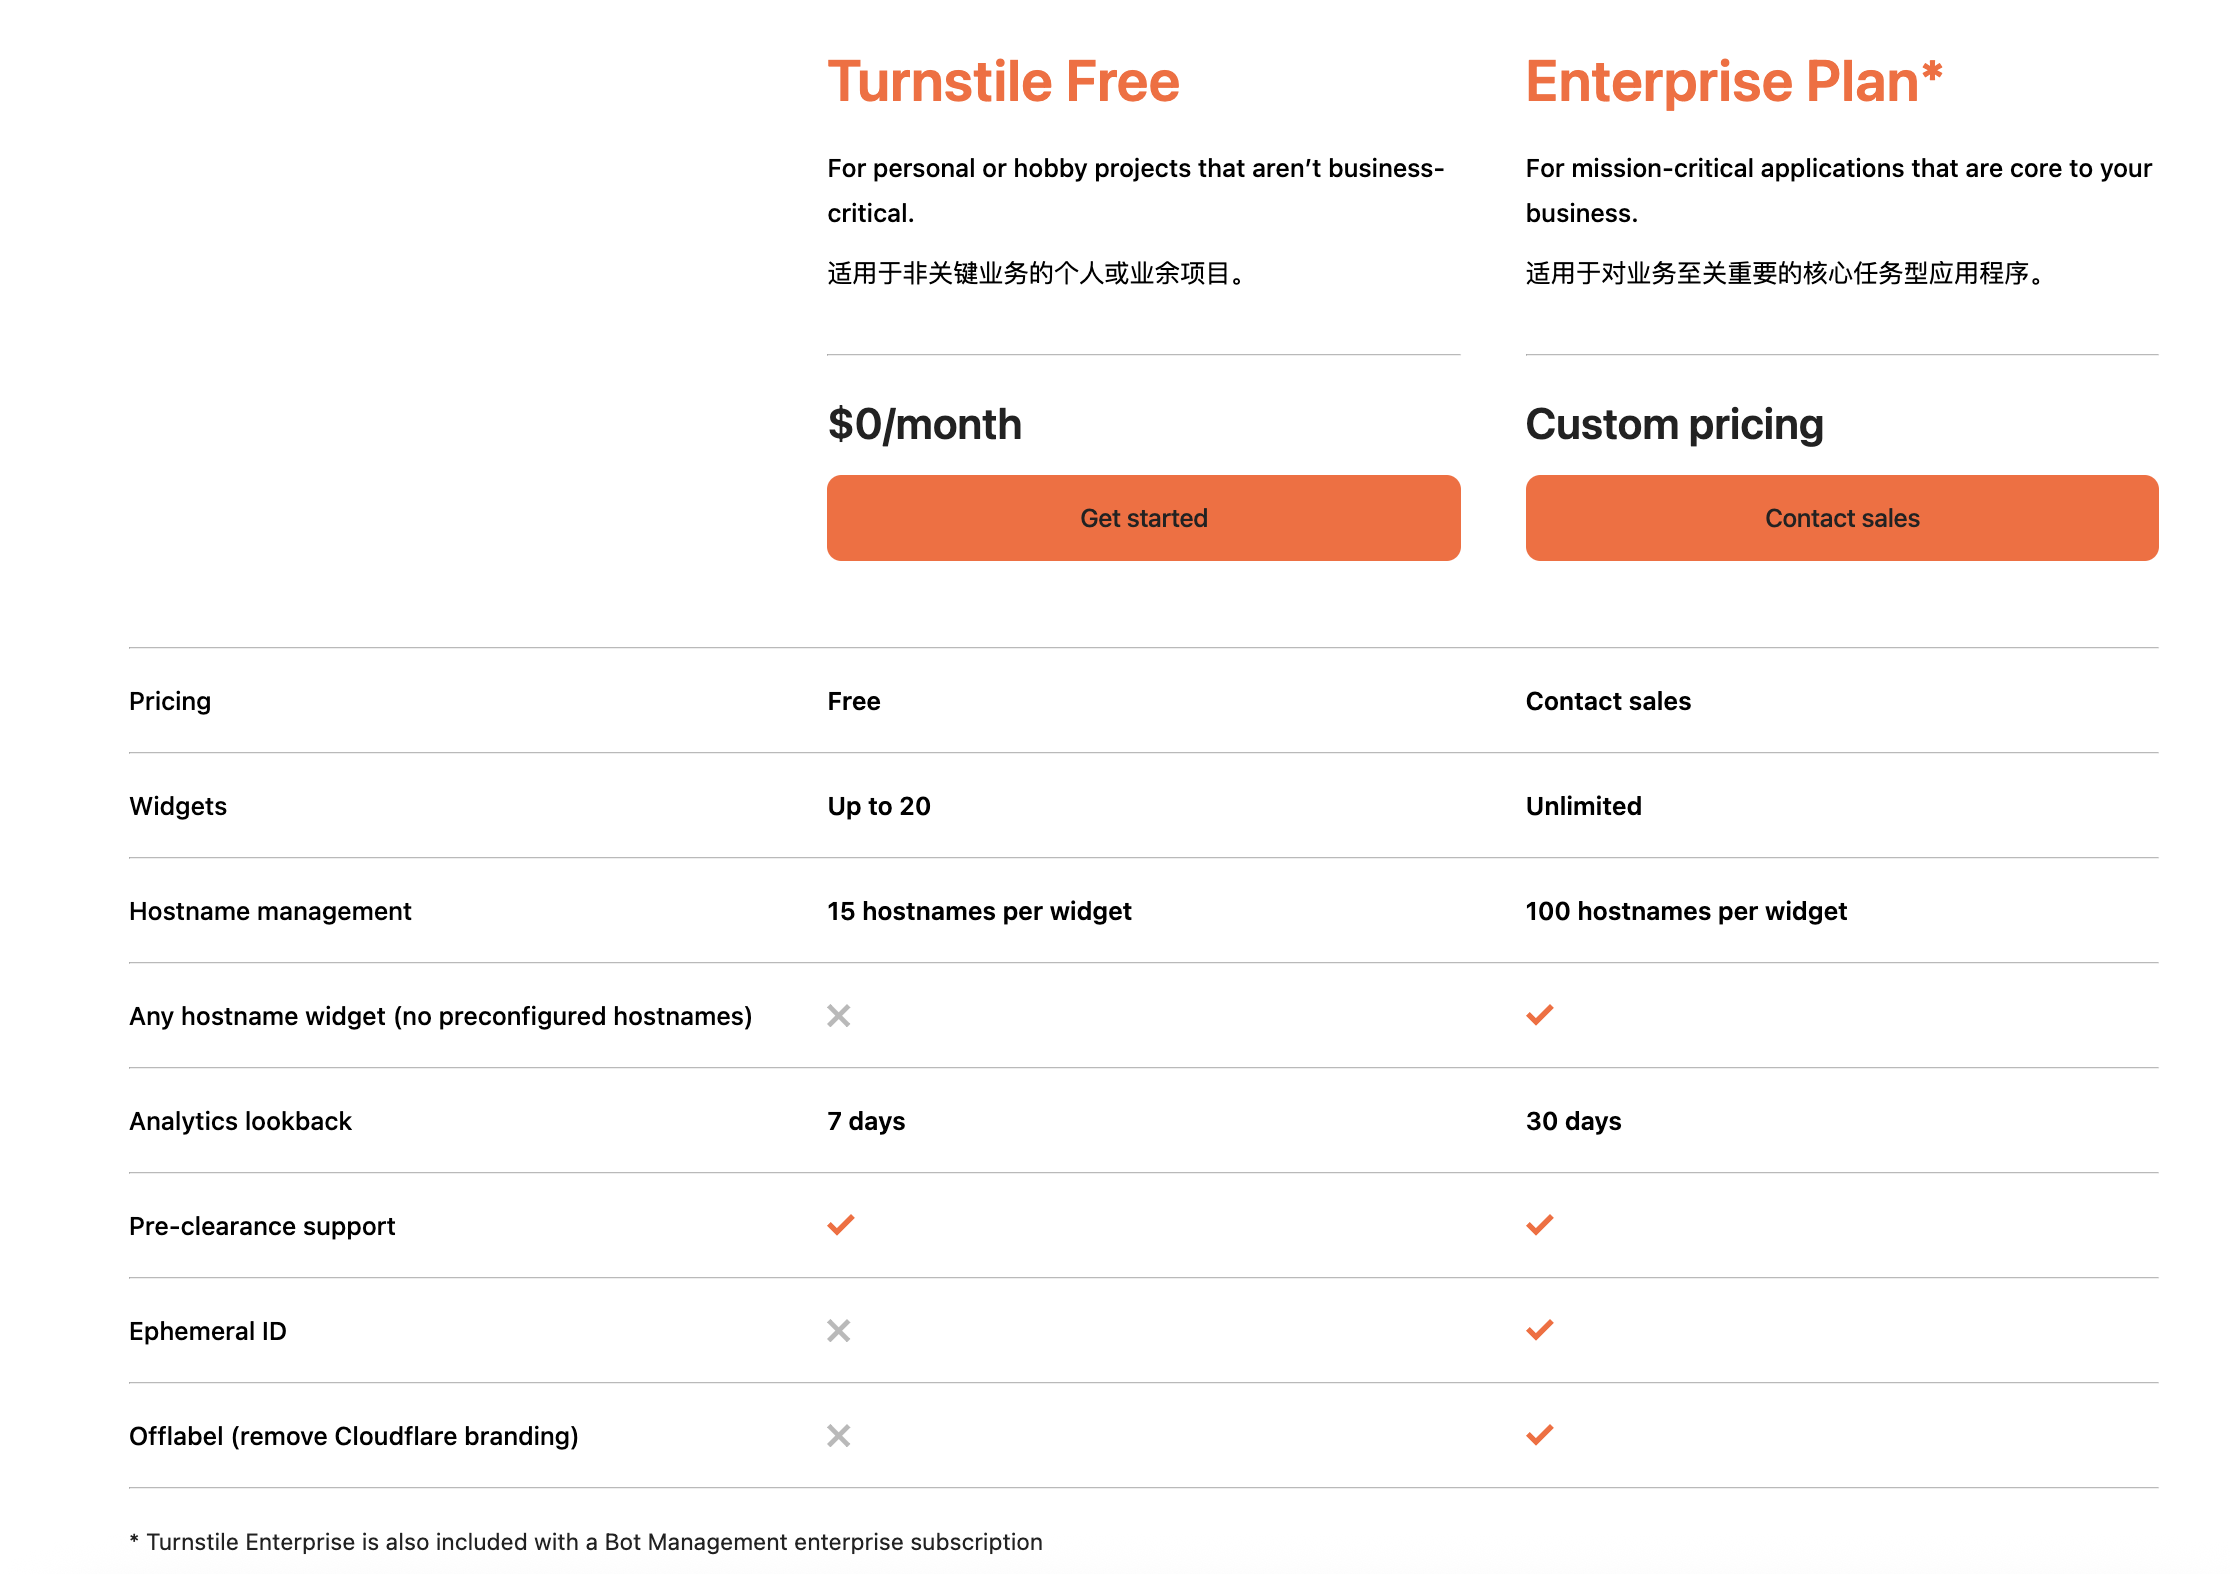 Turnstile Free
For personal or hobby projects that aren’t business-
critical.
适用于非关键业务的个人或业余项目。
$0/month
Get started
Enterprise Plan*
For mission-critical applications that are core to your
business.
适用于对业务至关重要的核心任务型应用程序。
Custom pricing
Contact sales
Pricing Free Contact sales
Widgets Up to 20 Unlimited
Hostname management 15 hostnames per widget 100 hostnames per widget
Any hostname widget (no preconfigured hostnames)
Analytics lookback 7 days 30 days
Pre-clearance support
Ephemeral ID
Offlabel (remove Cloudflare branding)
* Turnstile Enterprise is also included with a Bot Management enterprise subscription